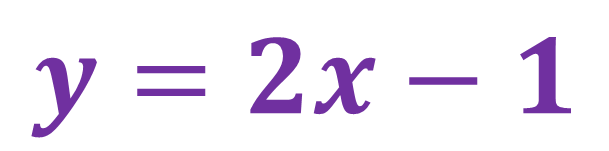 y = 2x − 1